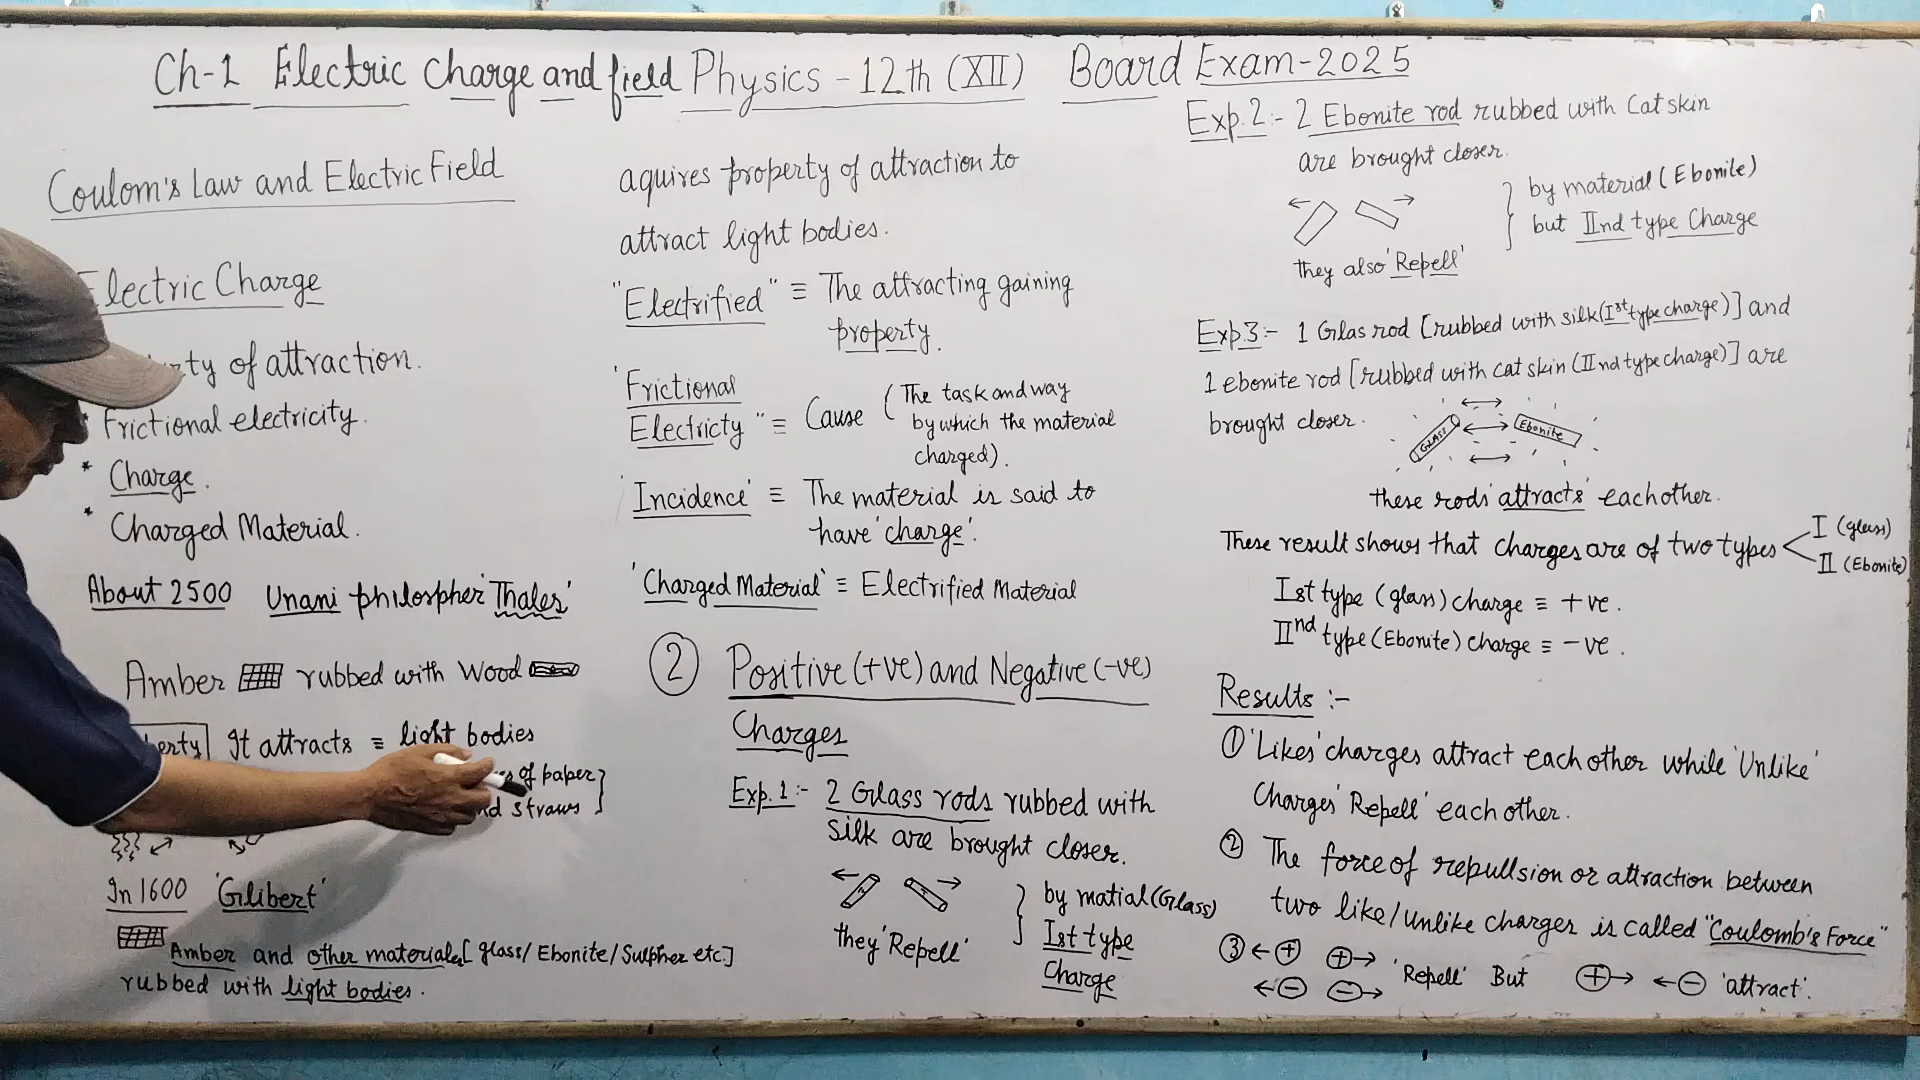 Ch-1 Electric Charge and field Physics - 12th (XII) Board Exam-2025
Coulom's Law and Electric Field
Electric Charge
of attraction.
* Frictional electricity.
* Charge.
* Charged Material.
About 2500 Unani philospher 'Thales'
Amber rubbed with Wood
It attracts ≡ light bodies
of paper
straws
In 1600 'Gilibert'
Amber and other materials [glass/Ebonite/Sulpher etc.]
rubbed with light bodies.
aquires property of attraction to
attract light bodies.
"Electrified" ≡ The attracting gaining
property.
'Frictional
Electricty" ≡ Cause (The task and way
by which the material
charged).
'Incidence' ≡ The material is said to
have 'charge'.
'Charged Material' ≡ Electrified Material
② Positive (+ve) and Negative (-ve)
Charges
Exp. 1:- 2 Glass rods rubbed with
silk are brought closer.
they 'Repell'
by matial (Glass)
Ist type
Charge
Exp. 2:- 2 Ebonite rod rubbed with Cat skin
are brought closer.
by material (Ebonite)
but IInd type Charge
they also 'Repell'
Exp3:- 1 Glas rod [rubbed with silk (Ist type charge)] and
1 ebonite rod [rubbed with cat skin (IInd type charge)] are
brought closer.
GLASS Ebonite
these rods 'attracts' eachother.
These result shows that charges are of two types I (glass)
II (Ebonite)
Ist type (glass) charge ≡ +ve.
IInd type (Ebonite) charge ≡ -ve.
Results :-
① 'Likes' charges attract each other while 'Unlike'
Charges 'Repell' each other.
② The force of repullsion or attraction between
two like/unlike charges is called "Coulomb's Force"
③ ←⊕ ⊕→ 'Repell' But ⊕→ ←⊖ 'attract'.
←⊖ ⊖→